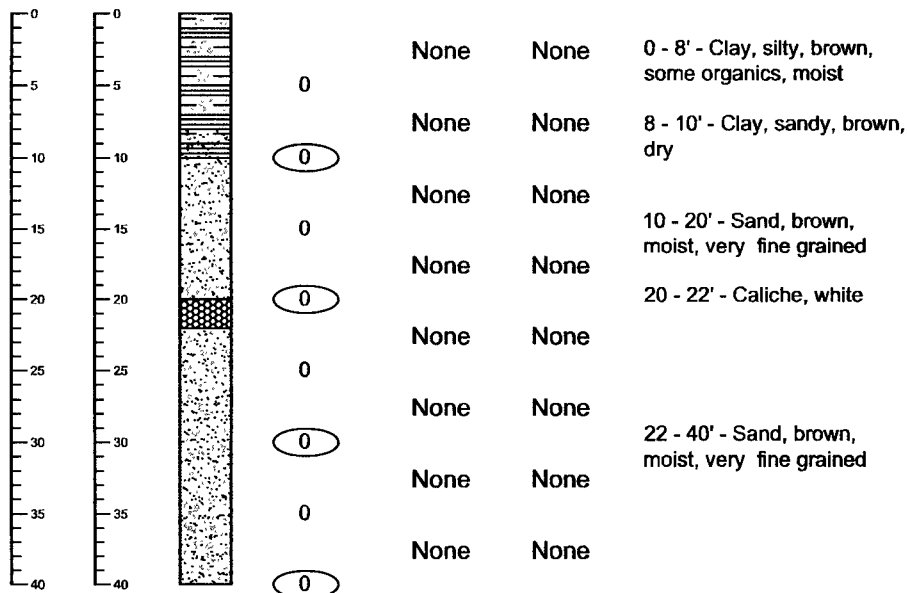 0 0
None None 0 - 8' - Clay, silty, brown,
some organics, moist
5 5 0
None None 8 - 10' - Clay, sandy, brown,
dry
10 10 0
None None
10 - 20' - Sand, brown,
15 15 0
moist, very fine grained
None None
20 20 0 20 - 22' - Caliche, white
None None
25 25 0
None None
22 - 40' - Sand, brown,
30 30 0
moist, very fine grained
None None
35 35 0
None None
40 40 0